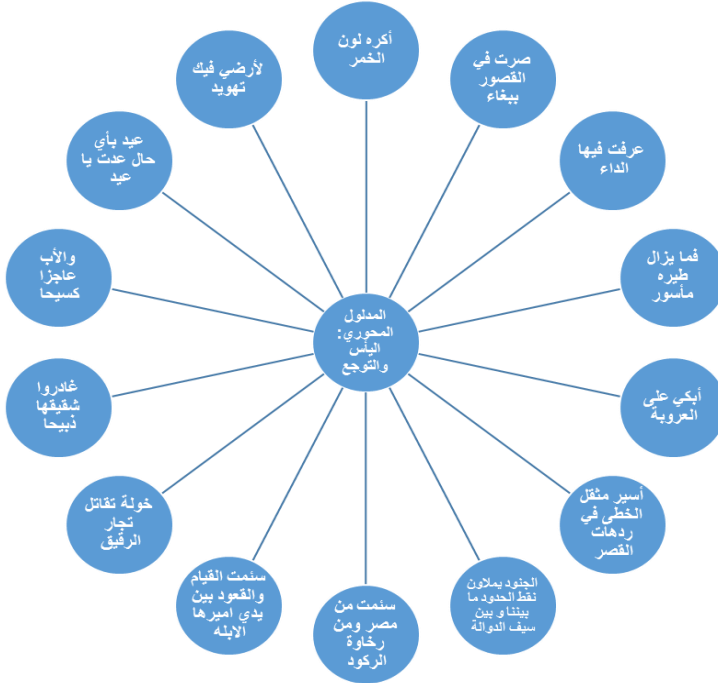 المدلول
المحوري:
اليأس
والتوجع
أكره لون
الخمر
صرت في
القصور
ببغاء
عرفت فيها
الداء
فما يزال
طيره
مأسور
أبكي على
العروبة
أسير مثقل
الخطى في
ردهات
القصر
الجنود يملاون
نقط الحدود ما
بيننا و بين
سيف الدوالة
سئمت من
مصر ومن
رخاوة
الركود
سئمت القيام
والقعود بين
يدي اميرها
الابله
خولة تقاتل
تجار
الرقيق
غادروا
شقيقها
ذبيحا
والأب
عاجزا
كسيحا
عيد بأي
حال عدت يا
عيد
لأرضي فيك
تهويد